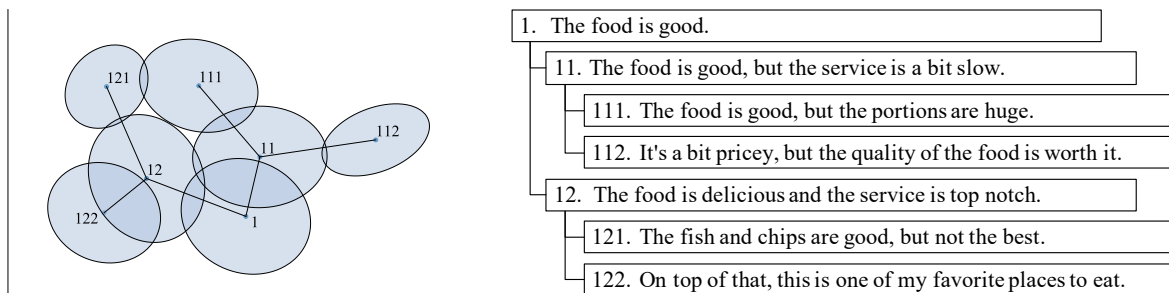 121
111
112
11
12
122
1
1. The food is good.
11. The food is good, but the service is a bit slow.
111. The food is good, but the portions are huge.
112. It's a bit pricey, but the quality of the food is worth it.
12. The food is delicious and the service is top notch.
121. The fish and chips are good, but not the best.
122. On top of that, this is one of my favorite places to eat.